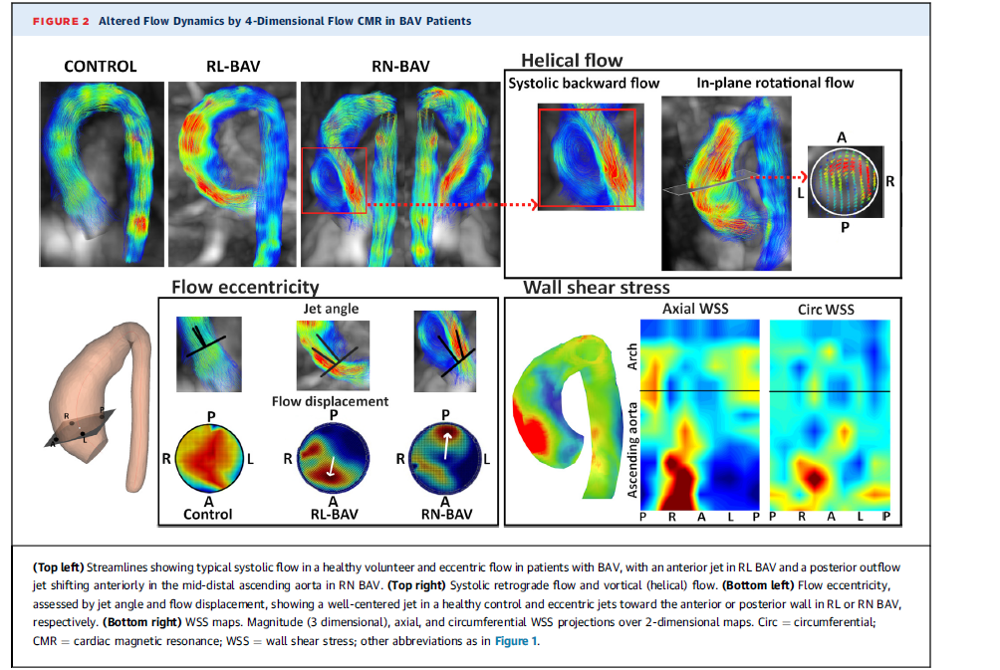 FIGURE 2 Altered Flow Dynamics by 4-Dimensional Flow CMR in BAV Patients
CONTROL
RL-BAV
RN-BAV
Helical flow
Systolic backward flow
In-plane rotational flow
A
L
R
P
Flow eccentricity
Jet angle
Flow displacement
R
P
A
L
P
R
L
A
Control
P
R
A
RL-BAV
P
R
L
A
RN-BAV
Wall shear stress
Axial WSS
Circ WSS
Arch
Ascending aorta
P R A L P
P R A L P
(Top left) Streamlines showing typical systolic flow in a healthy volunteer and eccentric flow in patients with BAV, with an anterior jet in RL BAV and a posterior outflow
jet shifting anteriorly in the mid-distal ascending aorta in RN BAV. (Top right) Systolic retrograde flow and vortical (helical) flow. (Bottom left) Flow eccentricity,
assessed by jet angle and flow displacement, showing a well-centered jet in a healthy control and eccentric jets toward the anterior or posterior wall in RL or RN BAV,
respectively. (Bottom right) WSS maps. Magnitude (3 dimensional), axial, and circumferential WSS projections over 2-dimensional maps. Circ = circumferential;
CMR = cardiac magnetic resonance; WSS = wall shear stress; other abbreviations as in Figure 1.